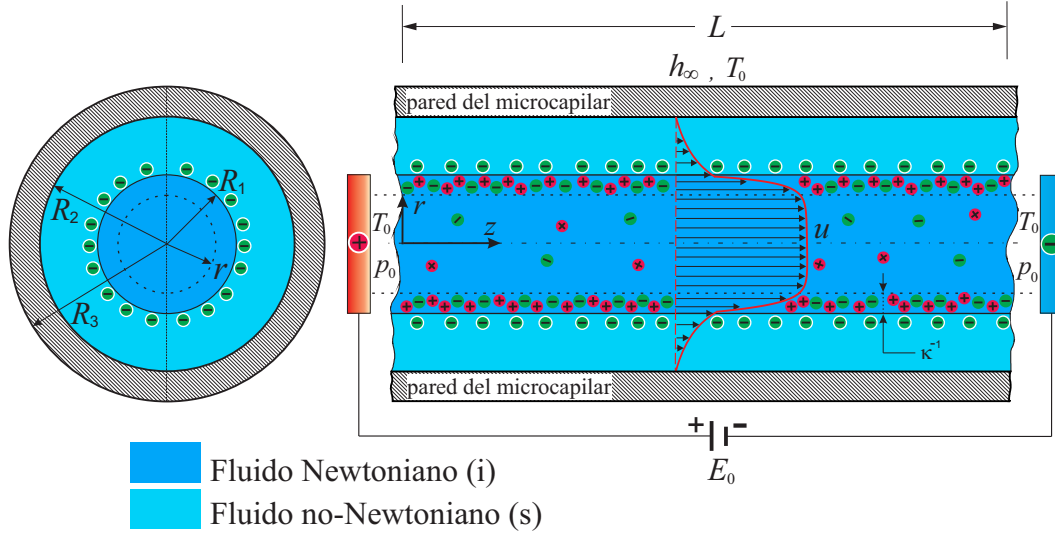 L
h∞ , T₀
pared del microcapilar
R₁
R₂
r
R₃
T₀
+
p₀
r
z
u
T₀
−
p₀
κ⁻¹
pared del microcapilar
+ −
E₀
Fluido Newtoniano (i)
Fluido no-Newtoniano (s)